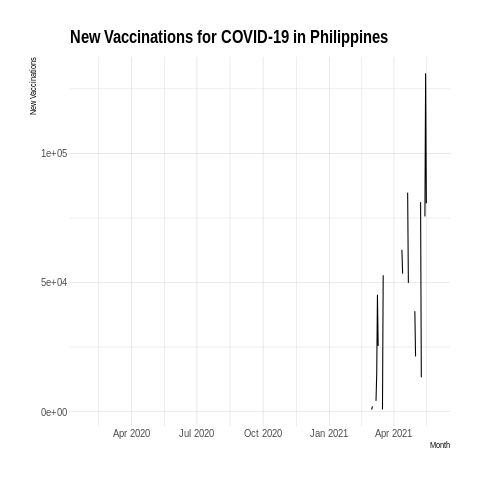 New Vaccinations for COVID-19 in Philippines
New Vaccinations
1e+05
5e+04
0e+00
Apr 2020
Jul 2020
Oct 2020
Jan 2021
Apr 2021
Month